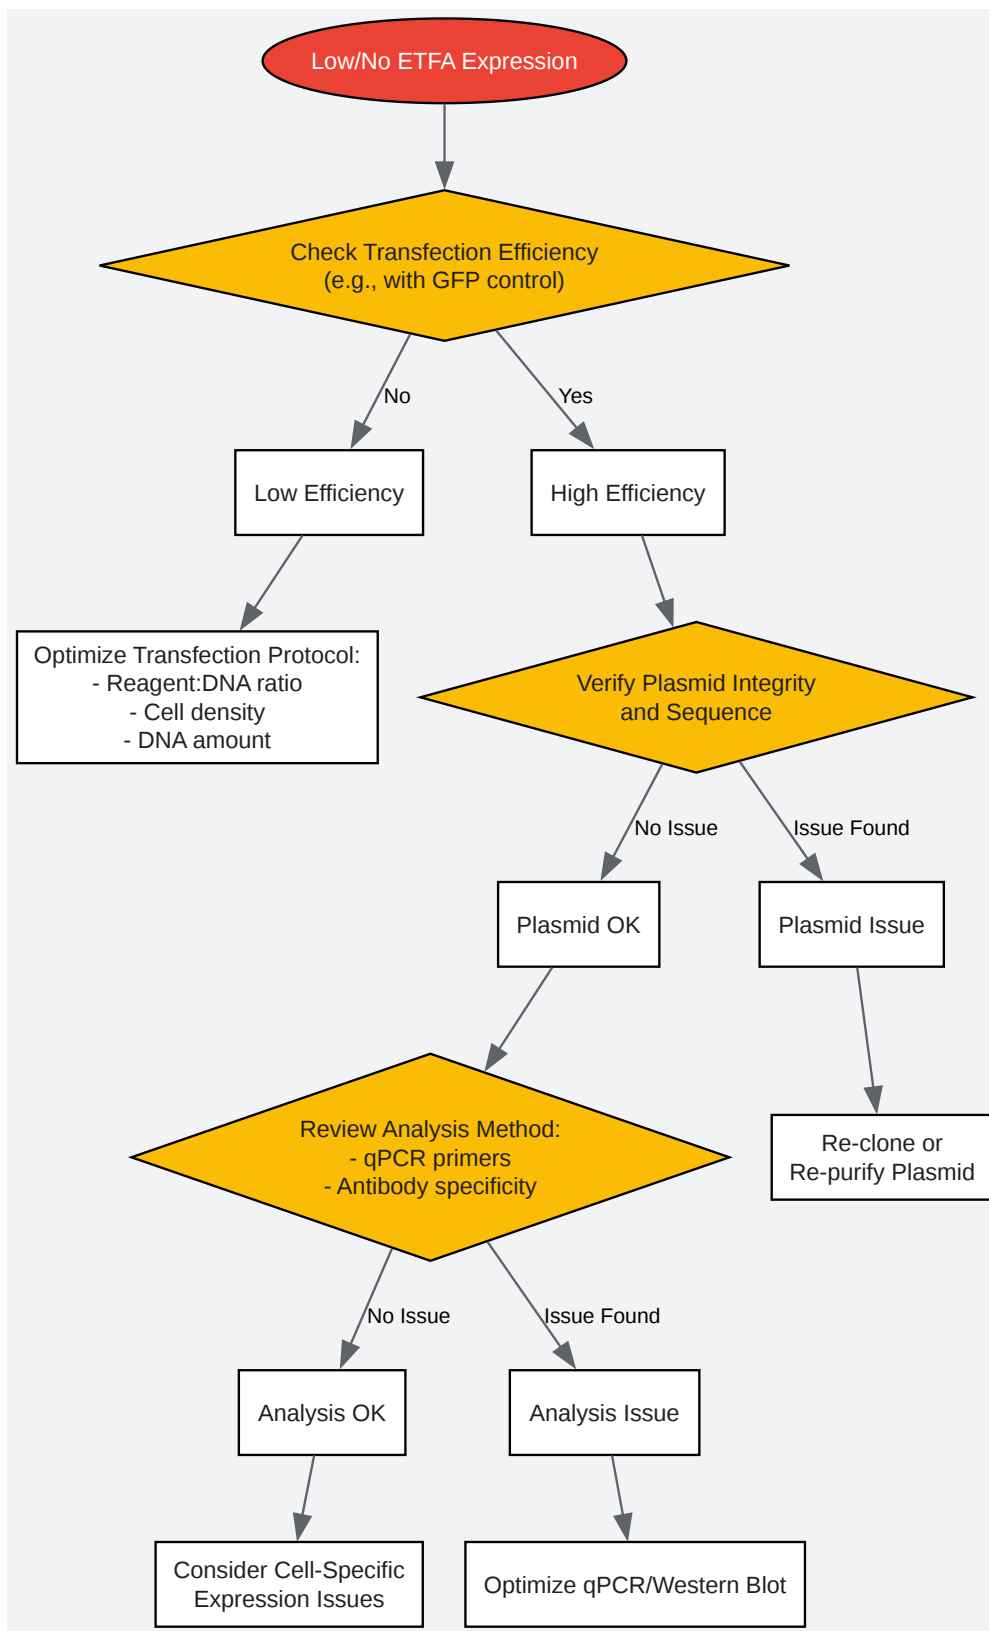 Low/No ETFA Expression
Check Transfection Efficiency
(e.g., with GFP control)
No
Yes
Low Efficiency
High Efficiency
Optimize Transfection Protocol:
- Reagent:DNA ratio
- Cell density
- DNA amount
Verify Plasmid Integrity
and Sequence
No Issue
Issue Found
Plasmid OK
Plasmid Issue
Review Analysis Method:
- qPCR primers
- Antibody specificity
Re-clone or
Re-purify Plasmid
No Issue
Issue Found
Analysis OK
Analysis Issue
Consider Cell-Specific
Expression Issues
Optimize qPCR/Western Blot